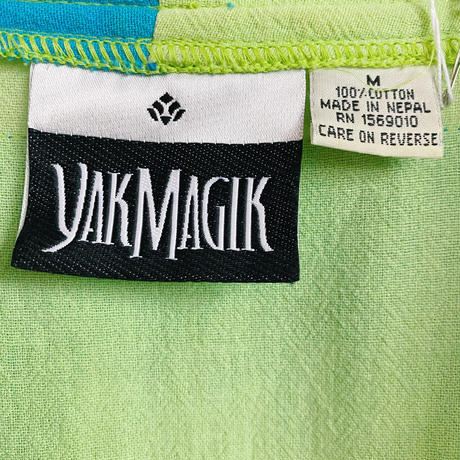 YAKMAGIK
M
100% COTTON
MADE IN NEPAL
RN 1569010
CARE ON REVERSE